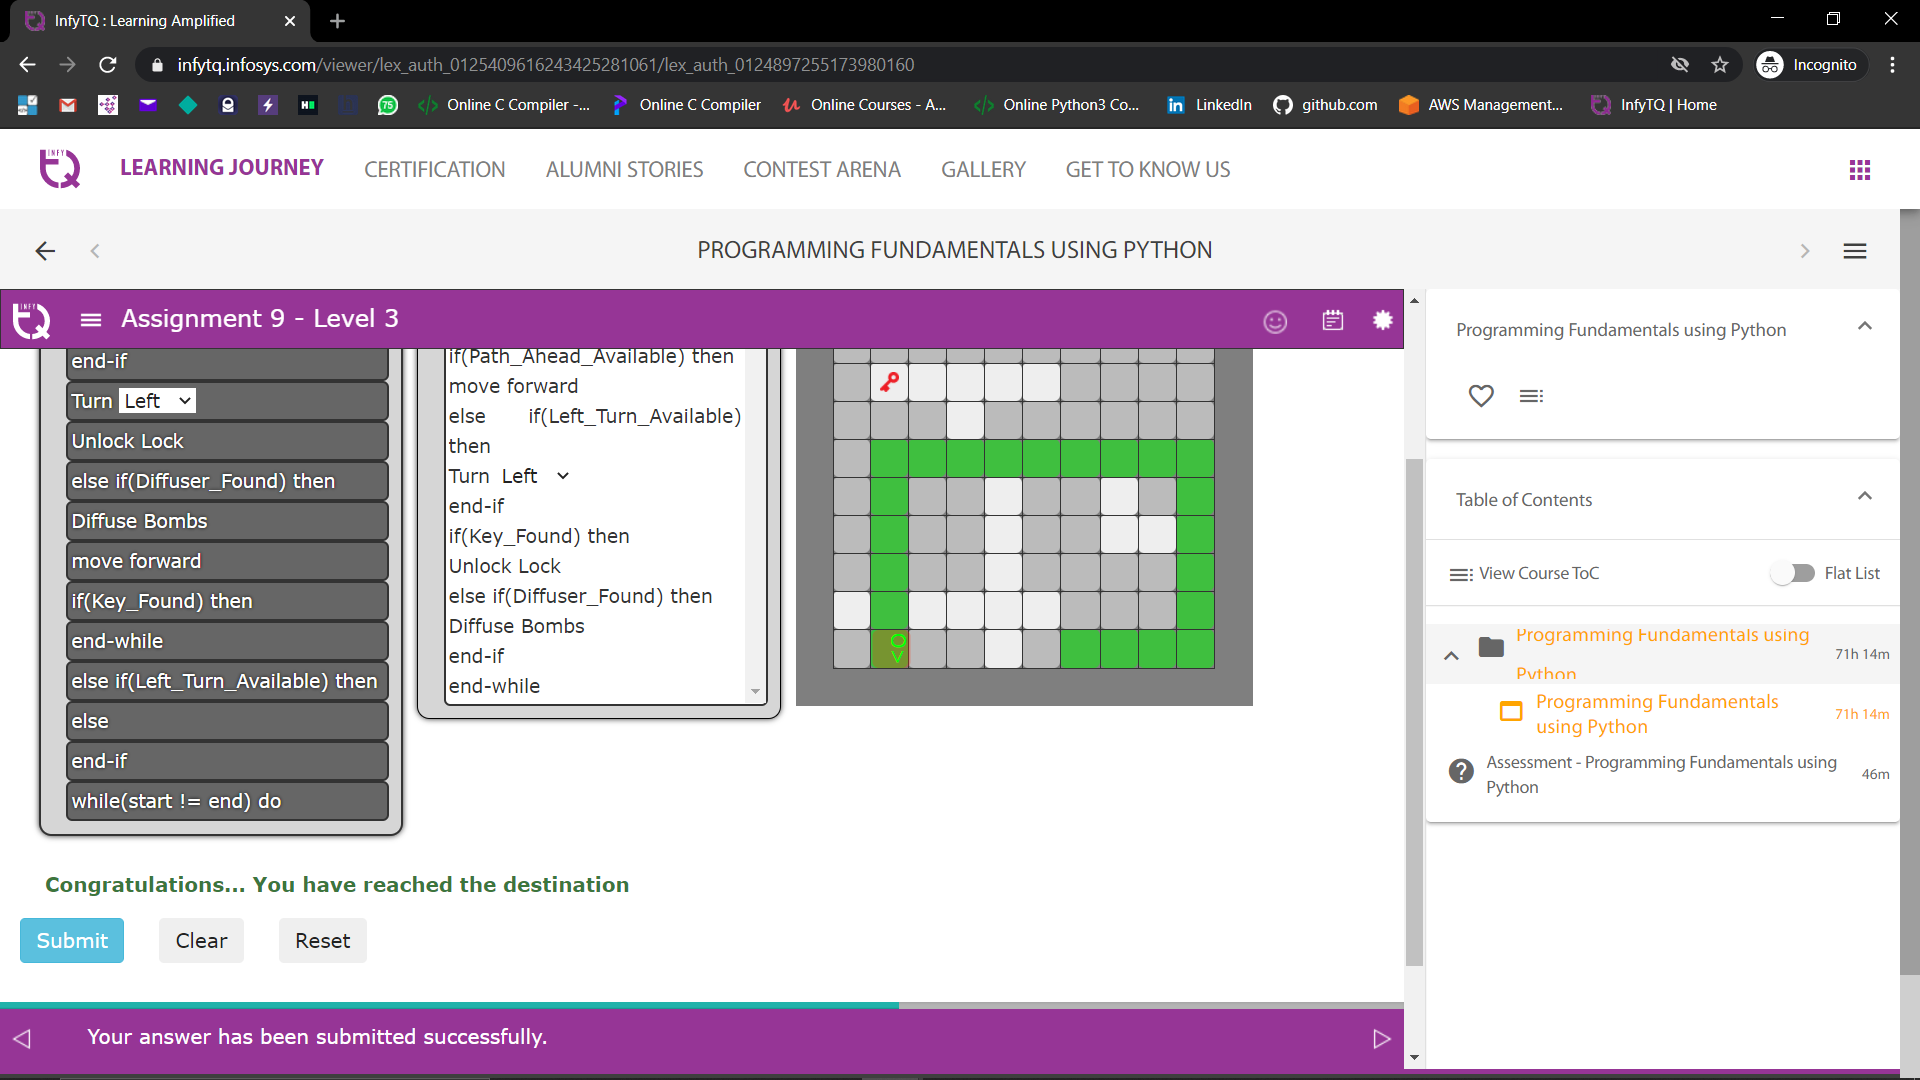 InfyTQ : Learning Amplified
infytq.infosys.com/viewer/lex_auth_0125409616243425281061/lex_auth_0124897255173980160
Incognito
75
Online C Compiler -...
Online C Compiler
Online Courses - A...
Online Python3 Co...
LinkedIn
github.com
AWS Management...
InfyTQ | Home
INFY
LEARNING JOURNEY
CERTIFICATION
ALUMNI STORIES
CONTEST ARENA
GALLERY
GET TO KNOW US
PROGRAMMING FUNDAMENTALS USING PYTHON
Assignment 9 - Level 3
end-if
Turn Left
Unlock Lock
else if(Diffuser_Found) then
Diffuse Bombs
move forward
if(Key_Found) then
end-while
else if(Left_Turn_Available) then
else
end-if
while(start != end) do
if(Path_Ahead_Available) then
move forward
else if(Left_Turn_Available)
then
Turn Left
end-if
if(Key_Found) then
Unlock Lock
else if(Diffuser_Found) then
Diffuse Bombs
end-if
end-while
Congratulations... You have reached the destination
Submit
Clear
Reset
Your answer has been submitted successfully.
Programming Fundamentals using Python
Table of Contents
View Course ToC
Flat List
Programming Fundamentals using
Python
71h 14m
Programming Fundamentals
using Python
71h 14m
Assessment - Programming Fundamentals using
Python
46m